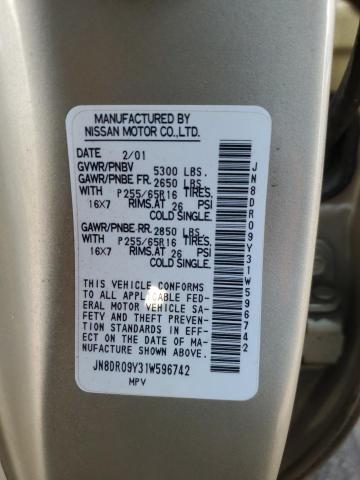 MANUFACTURED BY
NISSAN MOTOR CO.,LTD.
DATE 2/01
GVWR/PNBV 5300 LBS.
GAWR/PNBE FR. 2650 LBS.
WITH P255/65R16 TIRES,
16X7 RIMS,AT 26 PSI
COLD SINGLE.
GAWR/PNBE RR. 2850 LBS.
WITH P255/65R16 TIRES,
16X7 RIMS,AT 26 PSI
COLD SINGLE.
THIS VEHICLE CONFORMS
TO ALL APPLICABLE FED-
ERAL MOTOR VEHICLE SA-
FETY AND THEFT PREVEN-
TION STANDARDS IN EFF-
ECT ON THE DATE OF MA-
NUFACTURE SHOWN ABOVE.
JN8DR09Y31W596742
MPV
JN8DR09Y31W596742